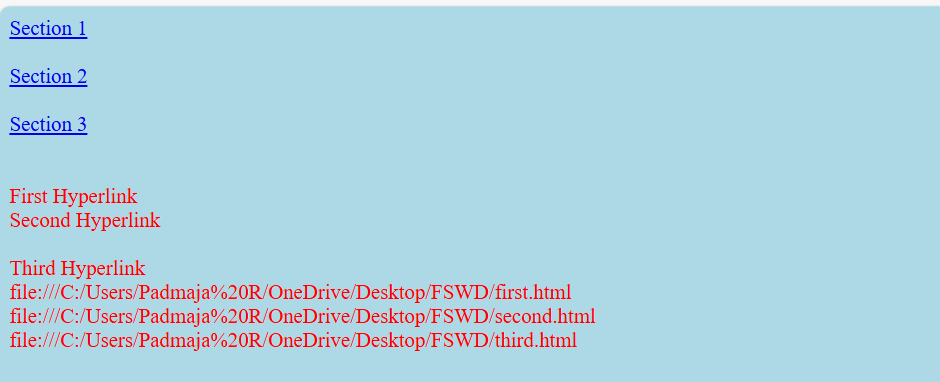 Section 1
Section 2
Section 3
First Hyperlink
Second Hyperlink
Third Hyperlink
file:///C:/Users/Padmaja%20R/OneDrive/Desktop/FSWD/first.html
file:///C:/Users/Padmaja%20R/OneDrive/Desktop/FSWD/second.html
file:///C:/Users/Padmaja%20R/OneDrive/Desktop/FSWD/third.html